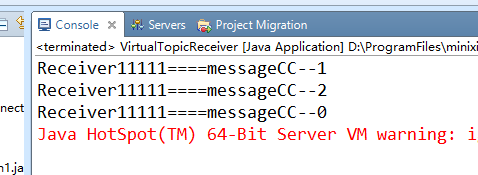 Console Servers Project Migration
<terminated> VirtualTopicReceiver [Java Application] D:\ProgramFiles\minixi
Receiver11111====messageCC--1
Receiver11111====messageCC--2
nnect
Receiver11111====messageCC--0
Java HotSpot(TM) 64-Bit Server VM warning: i
n1.ja